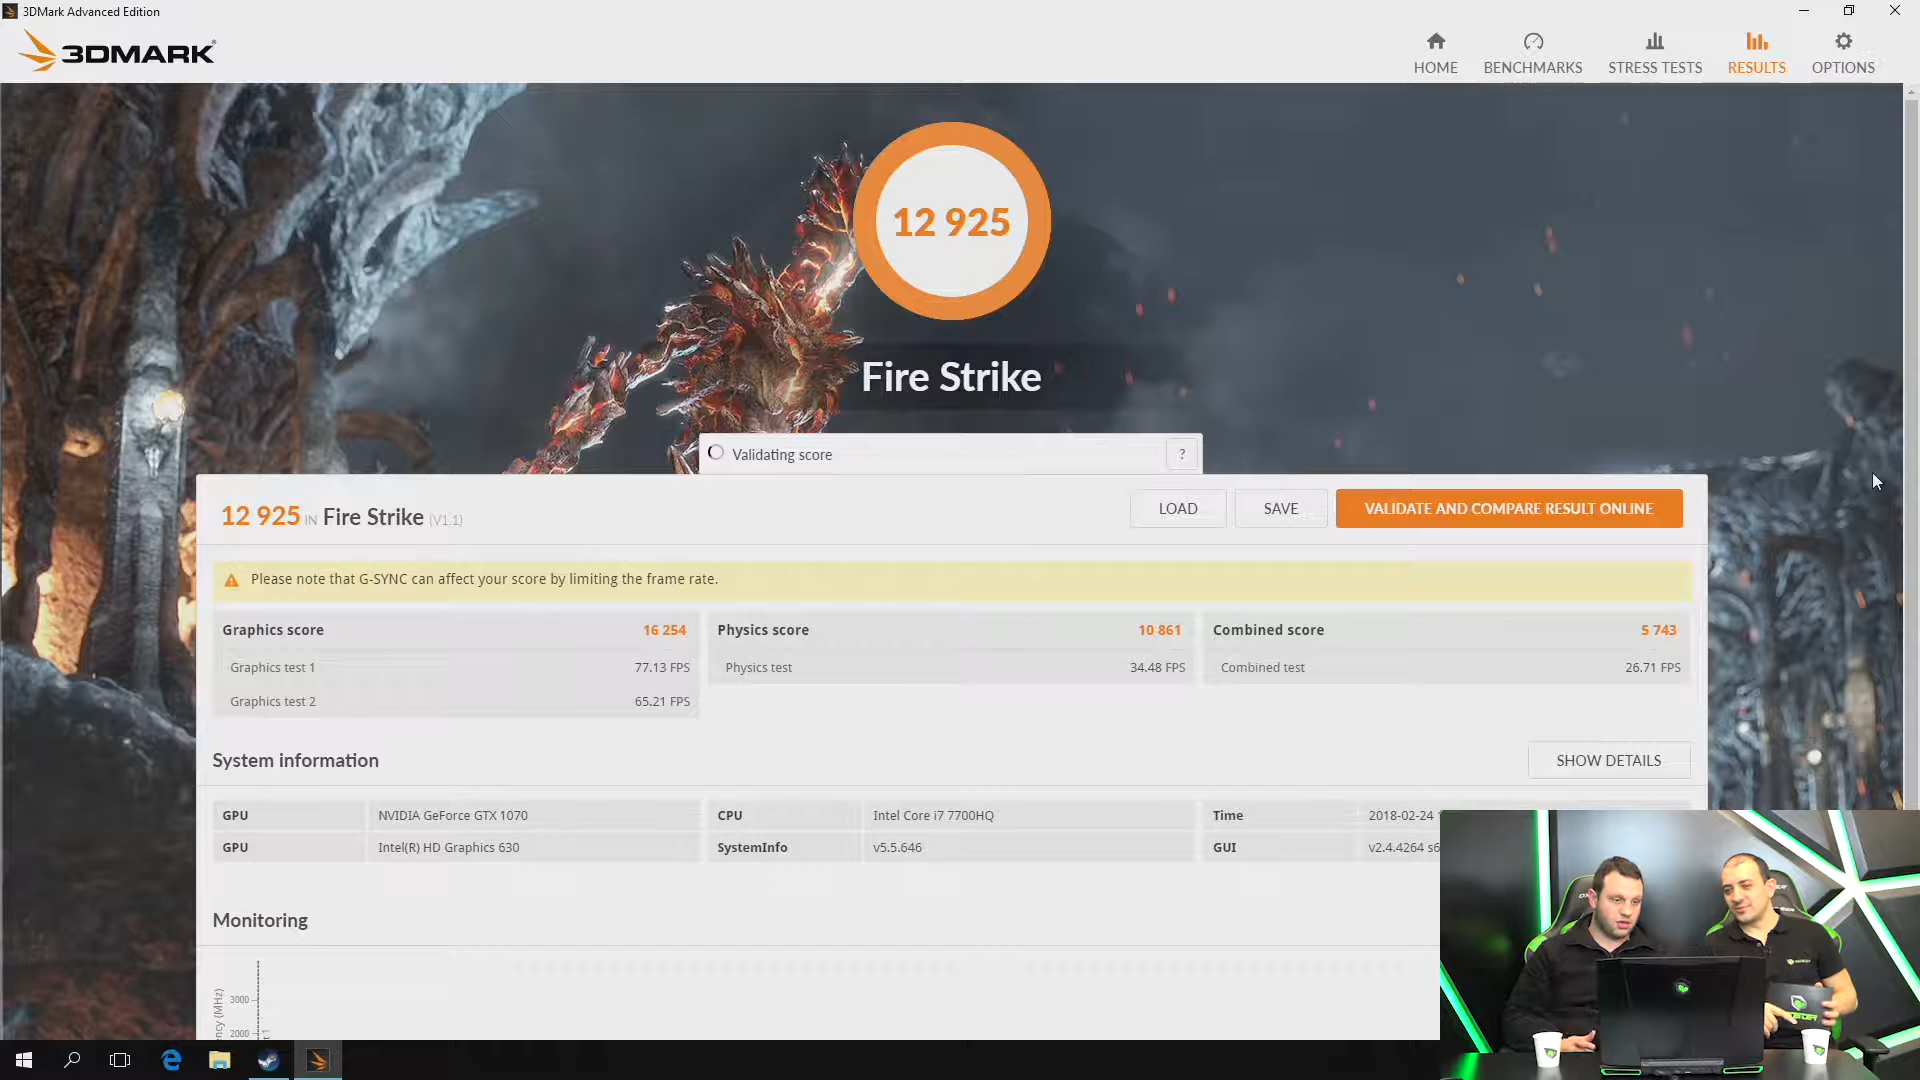 3DMark Advanced Edition
3DMARK
HOME
BENCHMARKS
STRESS TESTS
RESULTS
OPTIONS
12 925
Fire Strike
Validating score
?
12 925 IN Fire Strike (V1.1)
LOAD
SAVE
VALIDATE AND COMPARE RESULT ONLINE
Please note that G-SYNC can affect your score by limiting the frame rate.
Graphics score 16 254
Graphics test 1 77.13 FPS
Graphics test 2 65.21 FPS
Physics score 10 861
Physics test 34.48 FPS
Combined score 5 743
Combined test 26.71 FPS
System information
SHOW DETAILS
GPU NVIDIA GeForce GTX 1070
GPU Intel(R) HD Graphics 630
CPU Intel Core i7 7700HQ
SystemInfo v5.5.646
Time 2018-02-24
GUI v2.4.4264 s6
Monitoring
3000
2000
(MHz)